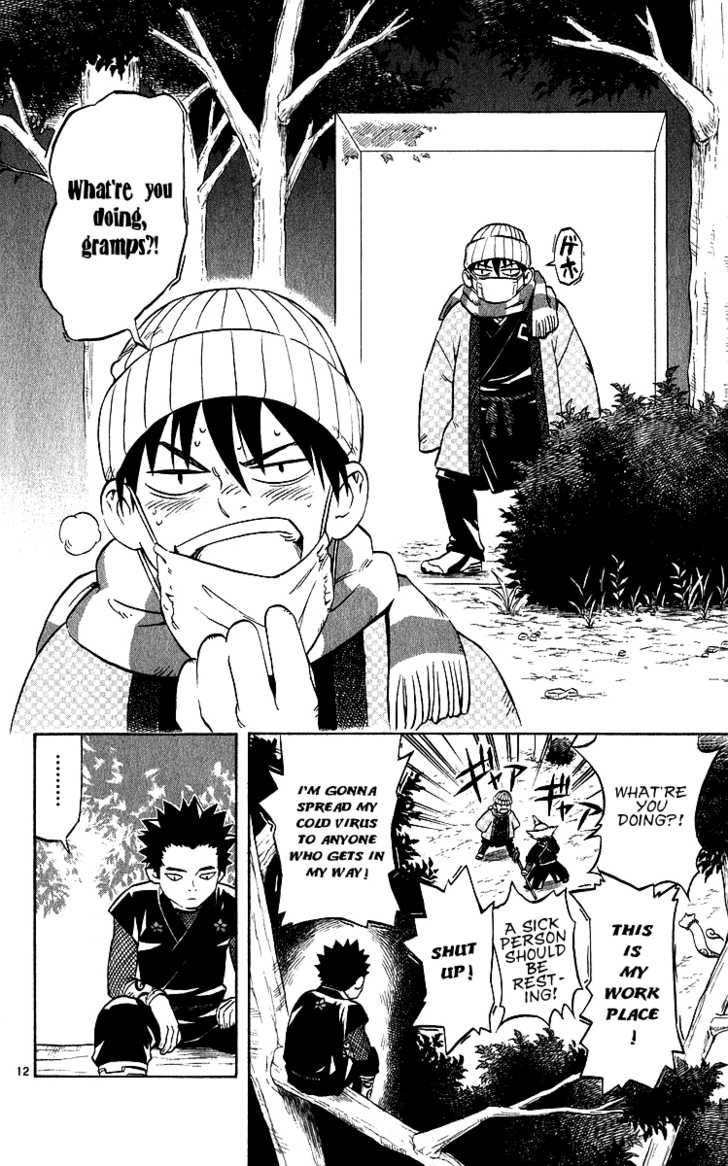 What're you
doing,
gramps?!
ゲホ
WHAT'RE
YOU
DOING?!
ギャア
ギャア
THIS
IS
MY
WORK
PLACE
!
A SICK
PERSON
SHOULD
BE
REST-
ING!
SHUT
UP!
I'M GONNA
SPREAD MY
COLD VIRUS
TO ANYONE
WHO GETS IN
MY WAY!
.........
12